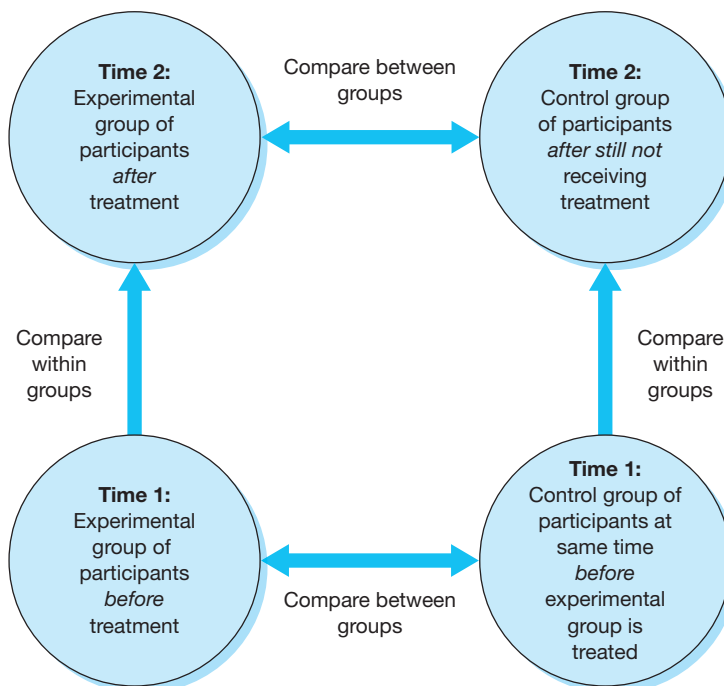 Time 2:
Experimental
group of
participants
after
treatment
Compare between
groups
Time 2:
Control group
of participants
after still not
receiving
treatment
Compare
within
groups
Compare
within
groups
Time 1:
Experimental
group of
participants
before
treatment
Compare between
groups
Time 1:
Control group of
participants at
same time
before
experimental
group is
treated